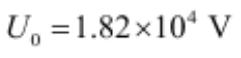 U₀ = 1.82×10⁴ V